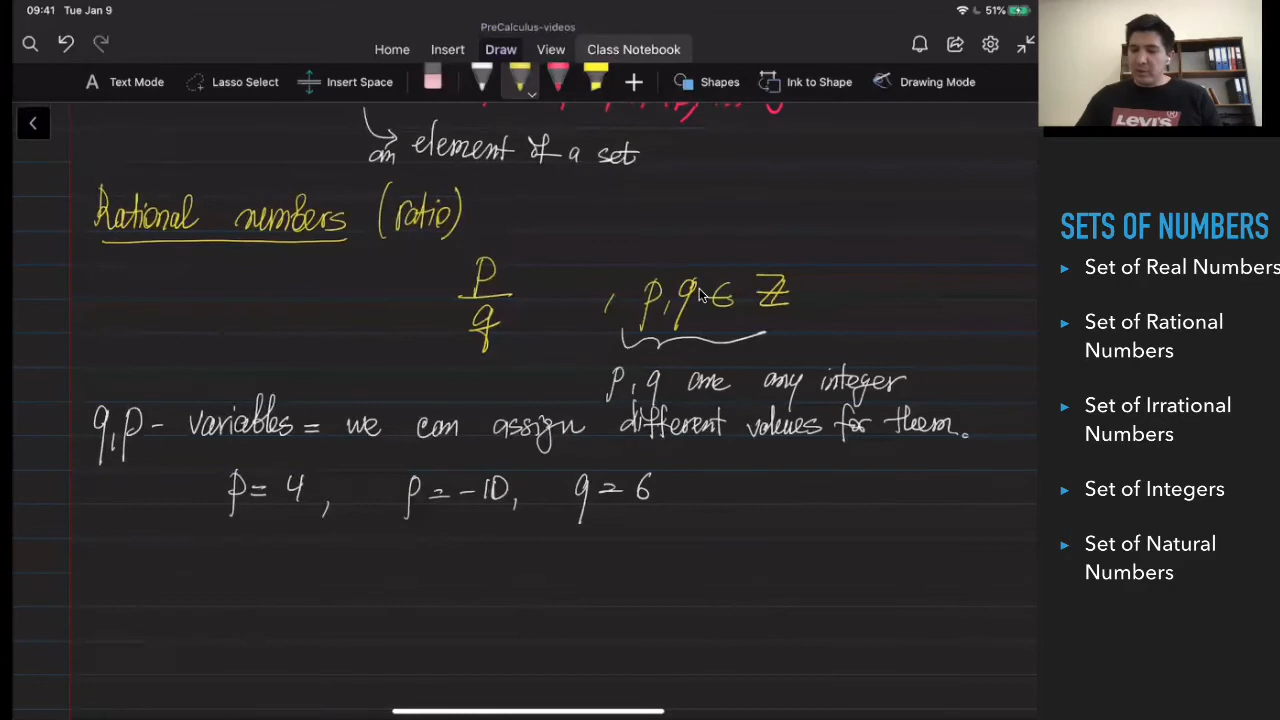 09:41 Tue Jan 9
51%
PreCalculus-videos
Home Insert Draw View Class Notebook
Text Mode Lasso Select Insert Space Shapes Ink to Shape Drawing Mode
an element of a set
Rational numbers (ratio)
p/q , p,q ∈ ℤ
p, q are any integer
q,p - variables = we can assign different values for them.
p = 4, p = -10, q = 6
LEVI'S
SETS OF NUMBERS
Set of Real Numbers
Set of Rational
Numbers
Set of Irrational
Numbers
Set of Integers
Set of Natural
Numbers